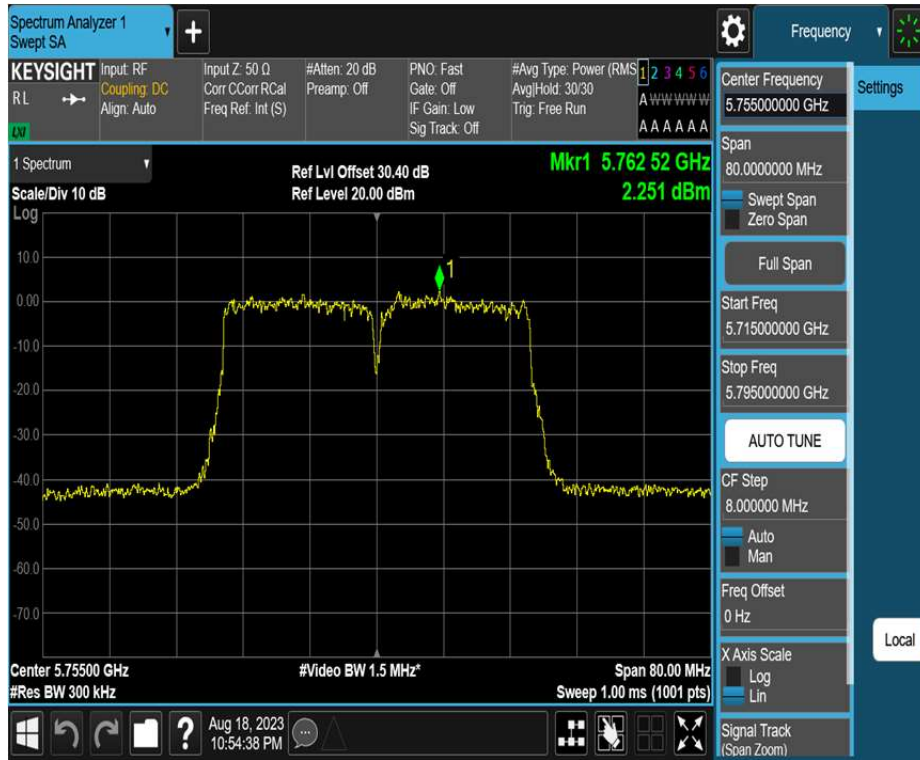 Spectrum Analyzer 1
Swept SA
Frequency
KEYSIGHT
R L
LXI
Input: RF
Coupling: DC
Align: Auto
Input Z: 50 Ω
Corr CCorr RCal
Freq Ref: Int (S)
#Atten: 20 dB
Preamp: Off
PNO: Fast
Gate: Off
IF Gain: Low
Sig Track: Off
#Avg Type: Power (RMS
Avg|Hold: 30/30
Trig: Free Run
1 2 3 4 5 6
A W W W W W
A A A A A A
Center Frequency
5.755000000 GHz
Settings
Span
80.0000000 MHz
Swept Span
Zero Span
Full Span
Start Freq
5.715000000 GHz
Stop Freq
5.795000000 GHz
AUTO TUNE
CF Step
8.000000 MHz
Auto
Man
Freq Offset
0 Hz
X Axis Scale
Log
Lin
Local
Signal Track
(Span Zoom)
1 Spectrum
Scale/Div 10 dB
Log
Ref Lvl Offset 30.40 dB
Ref Level 20.00 dBm
Mkr1 5.762 52 GHz
2.251 dBm
1
10.0
0.00
-10.0
-20.0
-30.0
-40.0
-50.0
-60.0
-70.0
Center 5.75500 GHz
#Res BW 300 kHz
#Video BW 1.5 MHz*
Span 80.00 MHz
Sweep 1.00 ms (1001 pts)
?
Aug 18, 2023
10:54:38 PM